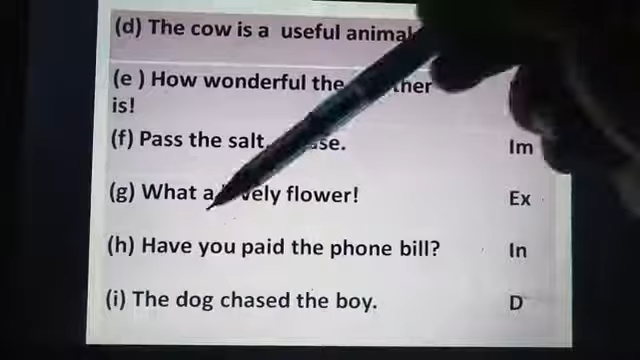 (d) The cow is a useful animal
(e ) How wonderful the
is!
(f) Pass the salt, Im
(g) What a flower! Ex
(h) Have you paid the phone bill? In
(i) The dog chased the boy. D